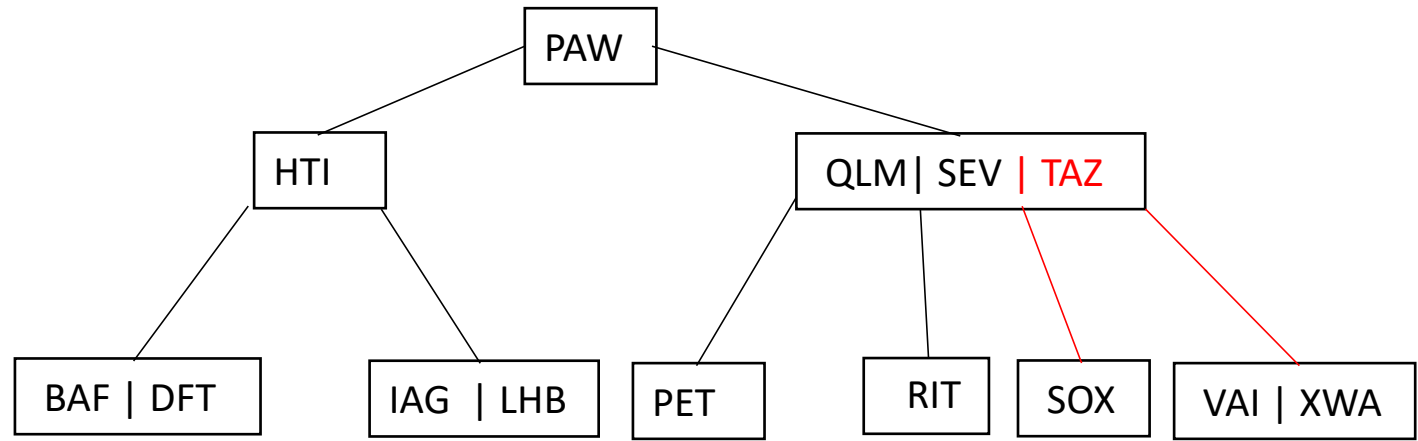 PAW
HTI
QLM| SEV | TAZ
BAF | DFT
IAG | LHB
PET
RIT
SOX
VAI | XWA